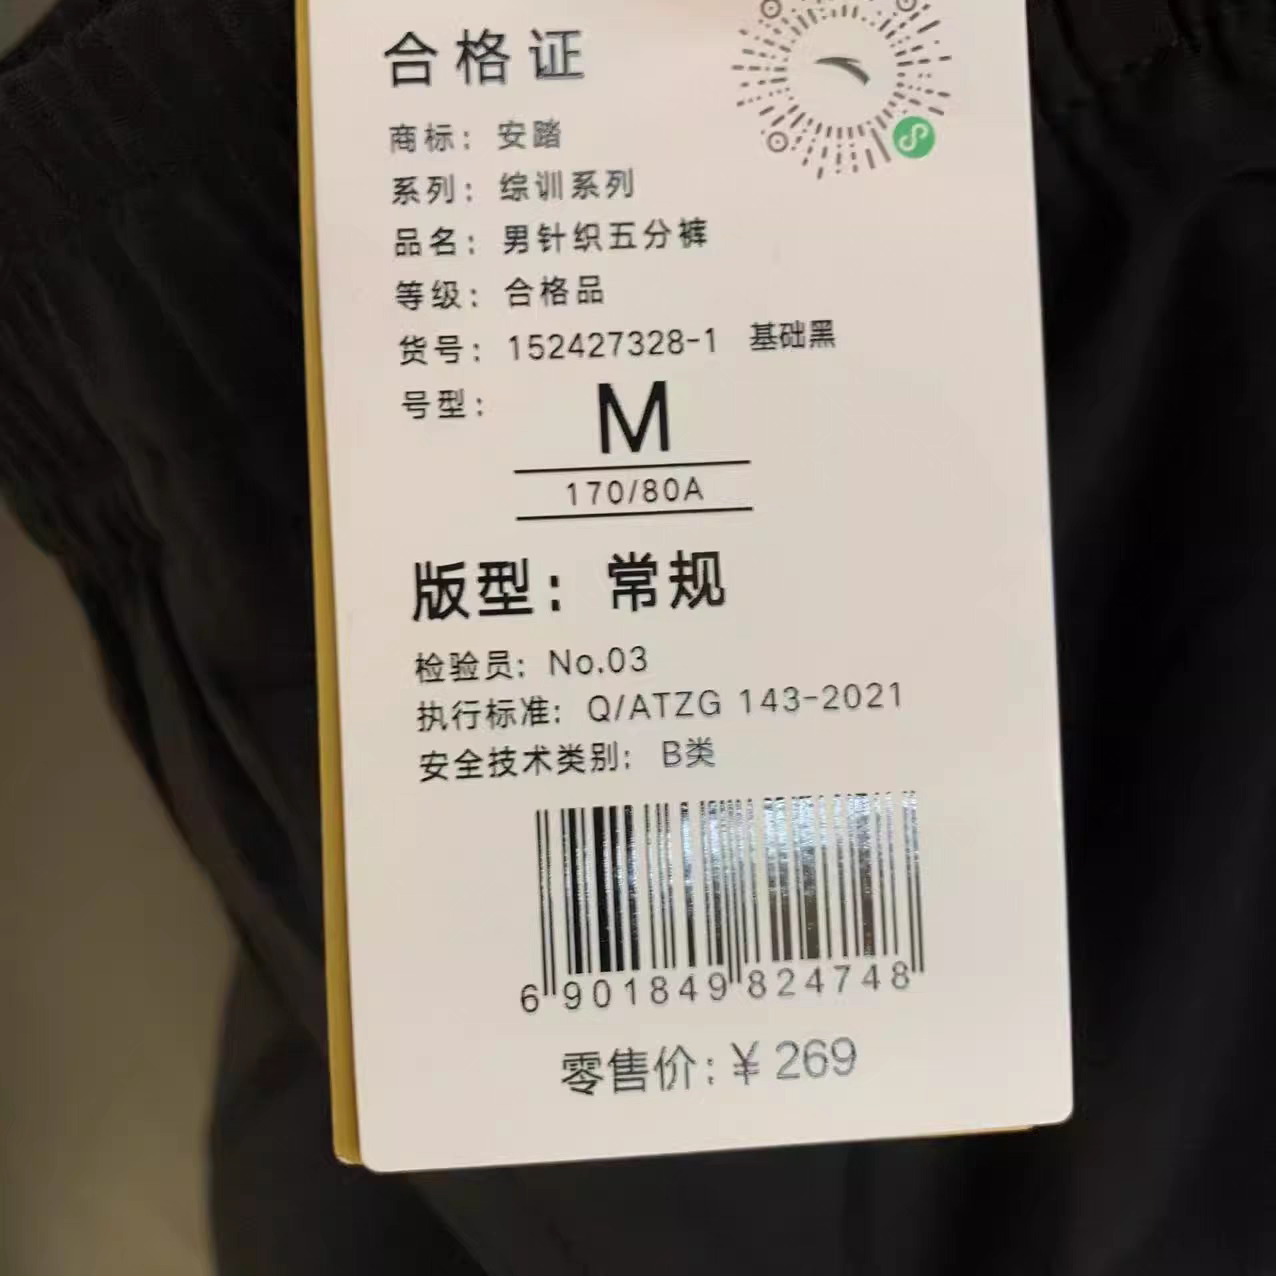 合格证
商标：安踏
系列：综训系列
品名：男针织五分裤
等级：合格品
货号：152427328-1 基础黑
号型：M
170/80A
版型：常规
检验员：No.03
执行标准：Q/ATZG 143-2021
安全技术类别：B类
6901849824748
零售价：¥269